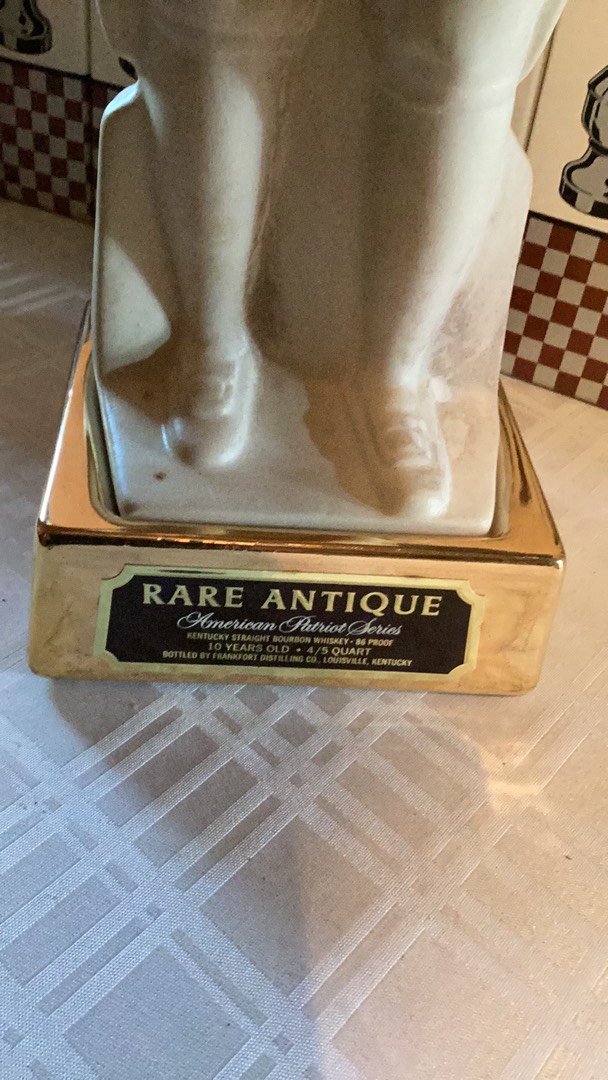 RARE ANTIQUE
American Patriot Series
KENTUCKY STRAIGHT BOURBON WHISKEY • 86 PROOF
10 YEARS OLD • 4/5 QUART
BOTTLED BY FRANKFORT DISTILLING CO., LOUISVILLE, KENTUCKY